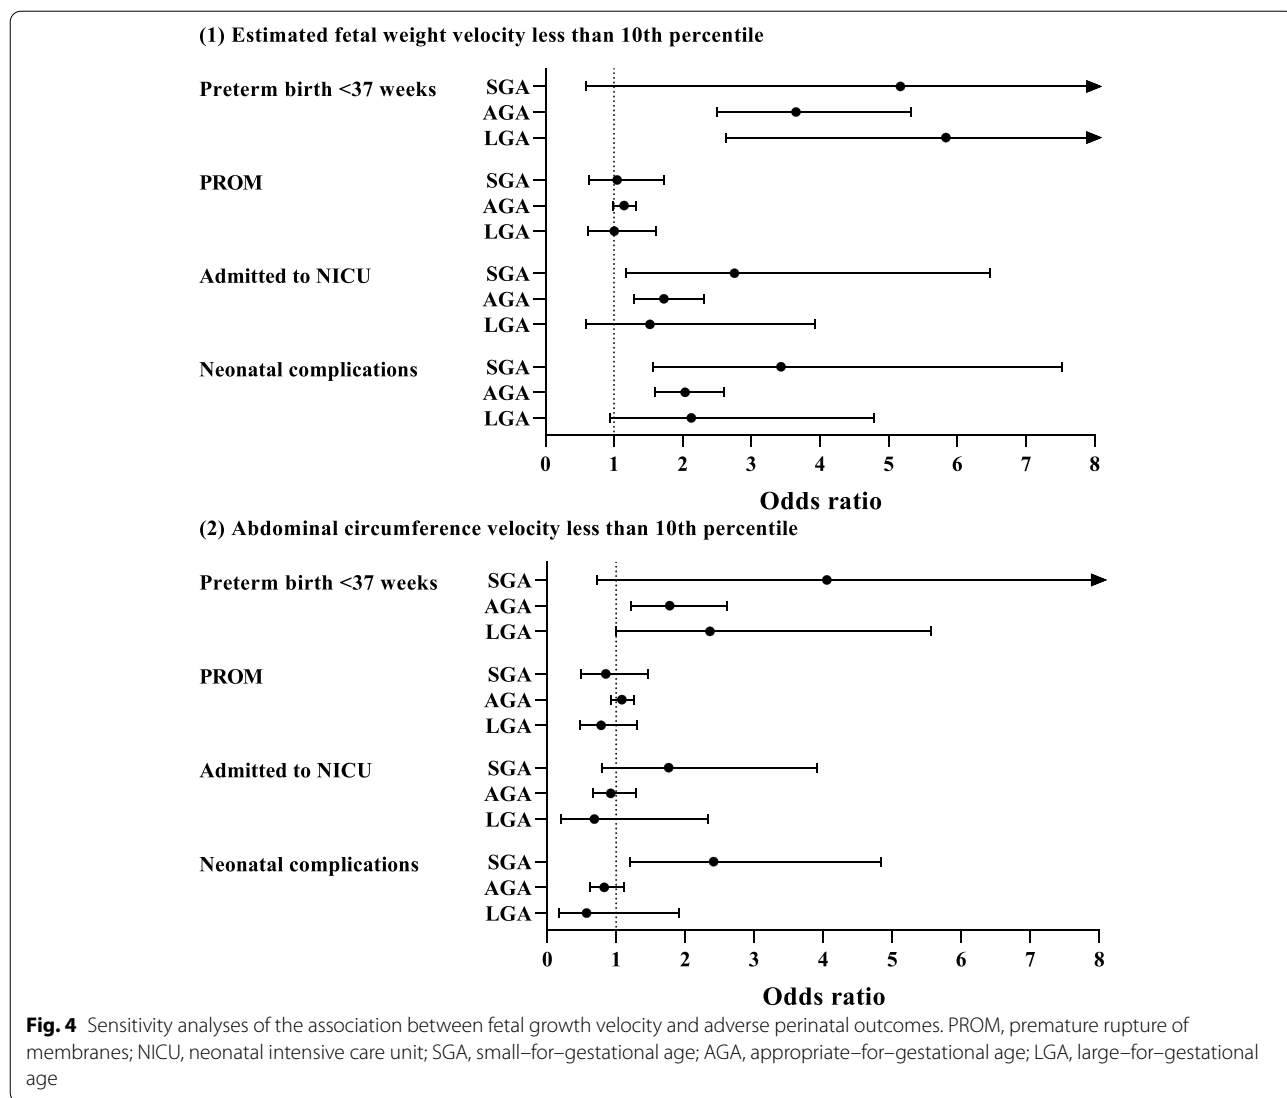 (1) Estimated fetal weight velocity less than 10th percentile
Preterm birth <37 weeks
SGA
AGA
LGA
PROM
SGA
AGA
LGA
Admitted to NICU
SGA
AGA
LGA
Neonatal complications
SGA
AGA
LGA
0 1 2 3 4 5 6 7 8
Odds ratio
(2) Abdominal circumference velocity less than 10th percentile
Preterm birth <37 weeks
SGA
AGA
LGA
PROM
SGA
AGA
LGA
Admitted to NICU
SGA
AGA
LGA
Neonatal complications
SGA
AGA
LGA
0 1 2 3 4 5 6 7 8
Odds ratio
Fig. 4 Sensitivity analyses of the association between fetal growth velocity and adverse perinatal outcomes. PROM, premature rupture of
membranes; NICU, neonatal intensive care unit; SGA, small–for–gestational age; AGA, appropriate–for–gestational age; LGA, large–for–gestational
age